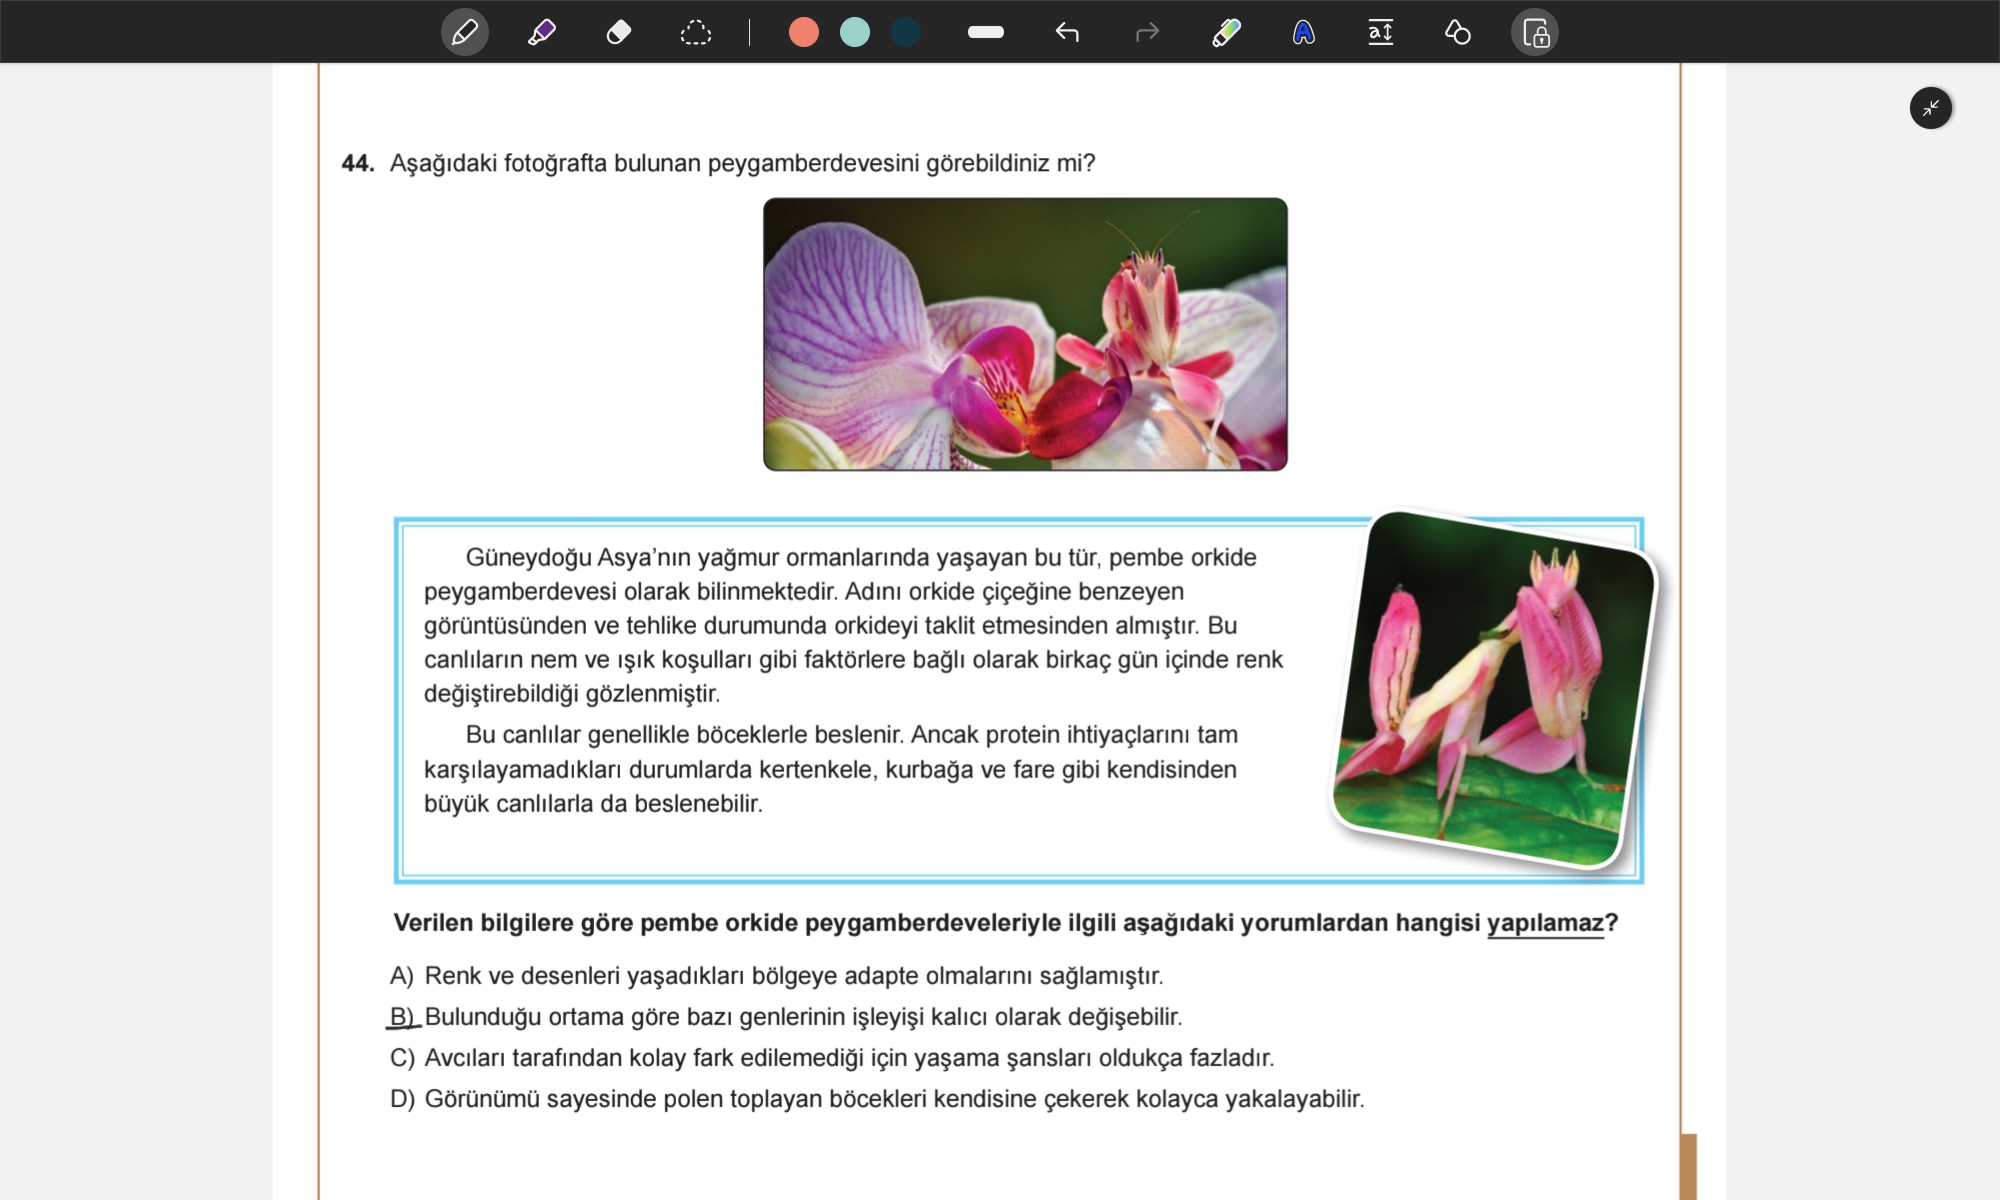 44. Aşağıdaki fotoğrafta bulunan peygamberdevesini görebildiniz mi?
Güneydoğu Asya’nın yağmur ormanlarında yaşayan bu tür, pembe orkide
peygamberdevesi olarak bilinmektedir. Adını orkide çiçeğine benzeyen
görüntüsünden ve tehlike durumunda orkideyi taklit etmesinden almıştır. Bu
canlıların nem ve ışık koşulları gibi faktörlere bağlı olarak birkaç gün içinde renk
değiştirebildiği gözlenmiştir.
Bu canlılar genellikle böceklerle beslenir. Ancak protein ihtiyaçlarını tam
karşılayamadıkları durumlarda kertenkele, kurbağa ve fare gibi kendisinden
büyük canlılarla da beslenebilir.
Verilen bilgilere göre pembe orkide peygamberdeveleriyle ilgili aşağıdaki yorumlardan hangisi yapılamaz?
A) Renk ve desenleri yaşadıkları bölgeye adapte olmalarını sağlamıştır.
B) Bulunduğu ortama göre bazı genlerinin işleyişi kalıcı olarak değişebilir.
C) Avcıları tarafından kolay fark edilemediği için yaşama şansları oldukça fazladır.
D) Görünümü sayesinde polen toplayan böcekleri kendisine çekerek kolayca yakalayabilir.